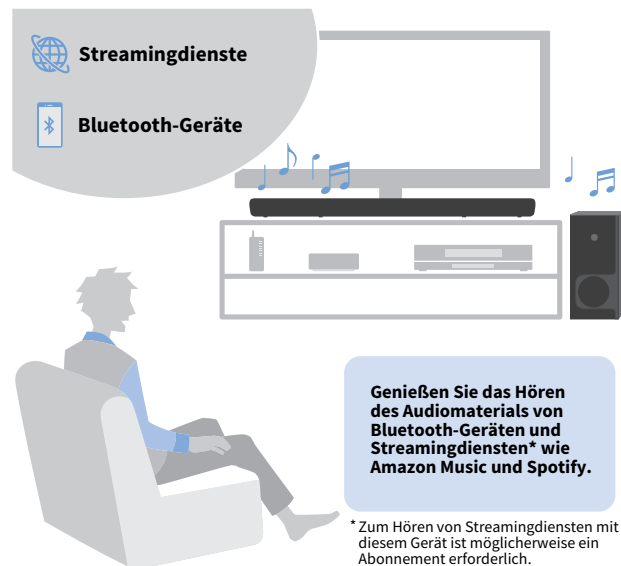 Streamingdienste
Bluetooth-Geräte
Genießen Sie das Hören
des Audiomaterials von
Bluetooth-Geräten und
Streamingdiensten* wie
Amazon Music und Spotify.
* Zum Hören von Streamingdiensten mit
diesem Gerät ist möglicherweise ein
Abonnement erforderlich.